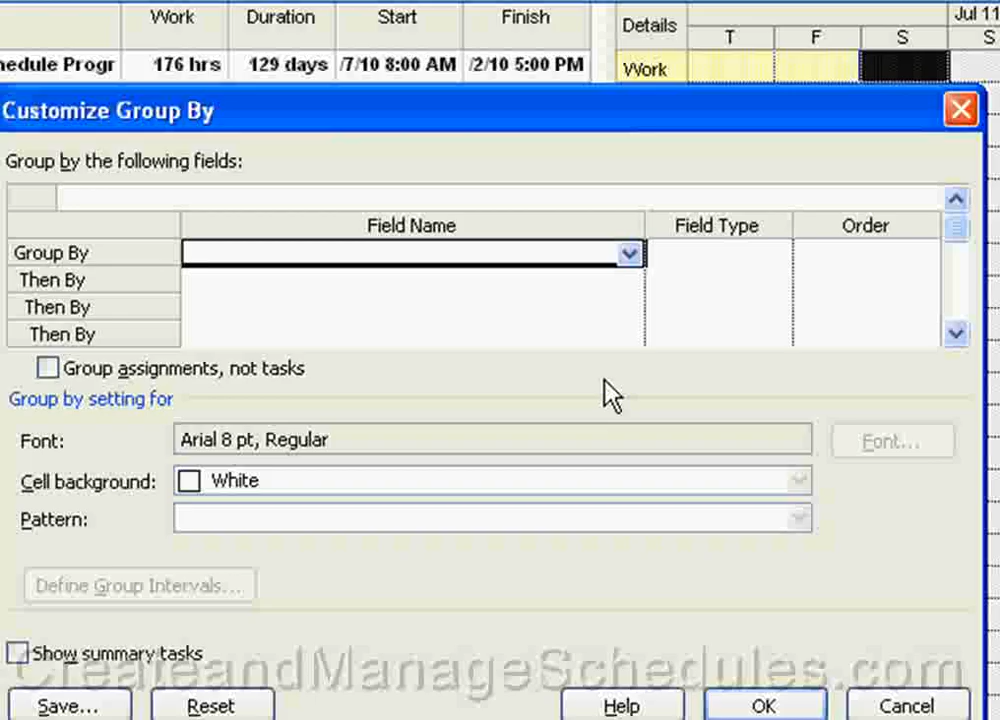 Work Duration Start Finish Details Jul 11
T F S S
nedule Progr 176 hrs 129 days /7/10 8:00 AM /2/10 5:00 PM Work
Customize Group By
Group by the following fields:
Field Name Field Type Order
Group By
Then By
Then By
Then By
Group assignments, not tasks
Group by setting for
Font: Arial 8 pt, Regular Font...
Cell background: White
Pattern:
Define Group Intervals...
Show summary tasks
CreateandManageSchedules.com
Save... Reset Help OK Cancel